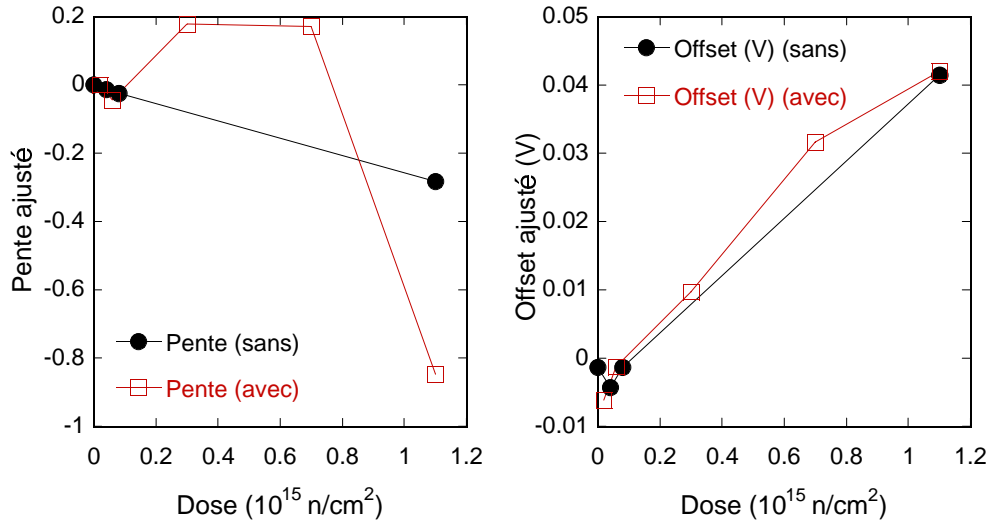 0.2
0
-0.2
-0.4
-0.6
-0.8
-1
Pente ajusté
Pente (sans)
Pente (avec)
0 0.2 0.4 0.6 0.8 1 1.2
Dose (10^15 n/cm^2)
0.05
0.04
0.03
0.02
0.01
0
-0.01
Offset ajusté (V)
Offset (V) (sans)
Offset (V) (avec)
0 0.2 0.4 0.6 0.8 1 1.2
Dose (10^15 n/cm^2)